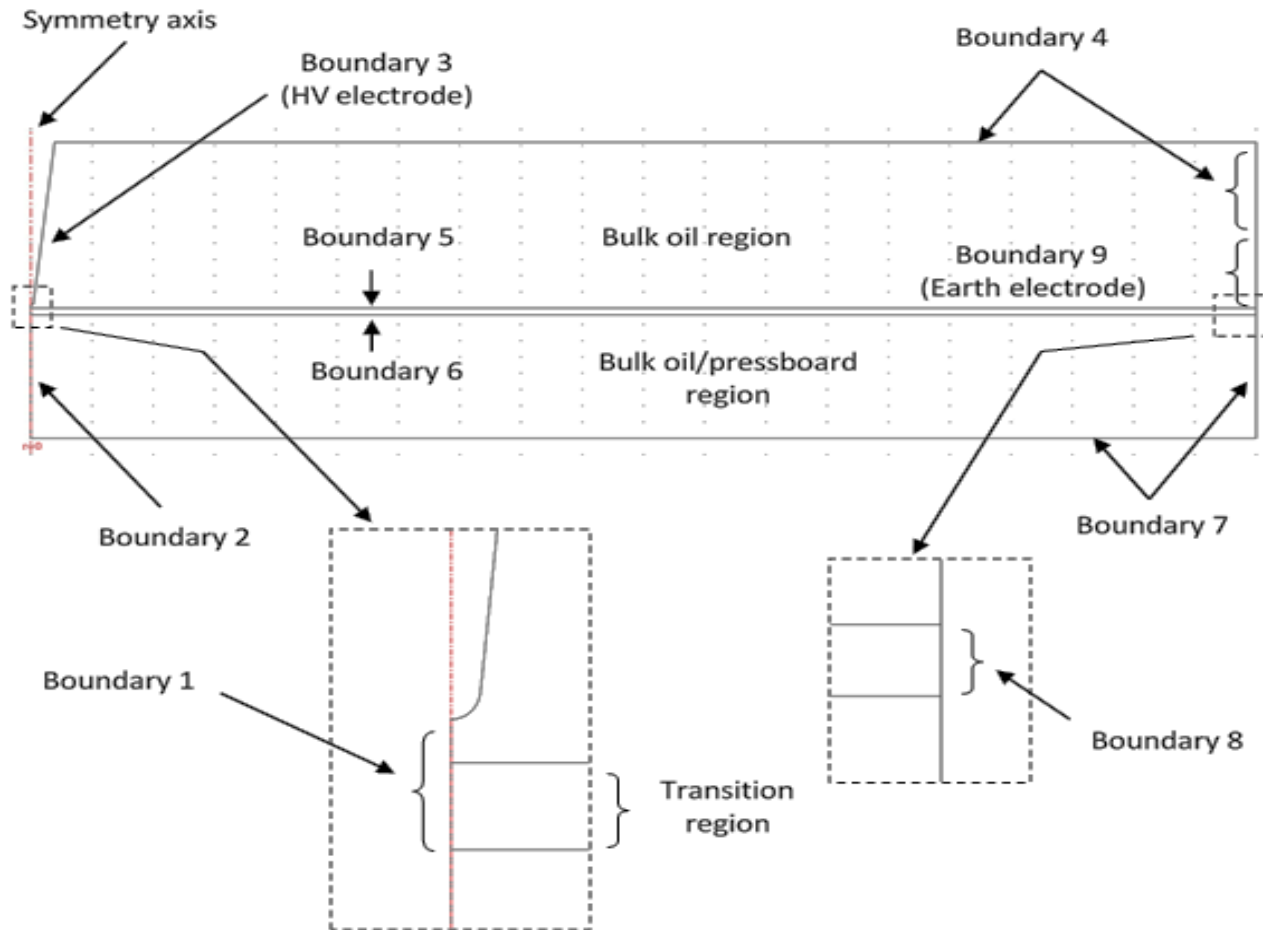 Symmetry axis
Boundary 3
(HV electrode)
Boundary 4
Boundary 5
Bulk oil region
Boundary 9
(Earth electrode)
Boundary 6
Bulk oil/pressboard
region
Boundary 2
Boundary 7
Boundary 1
Transition
region
Boundary 8